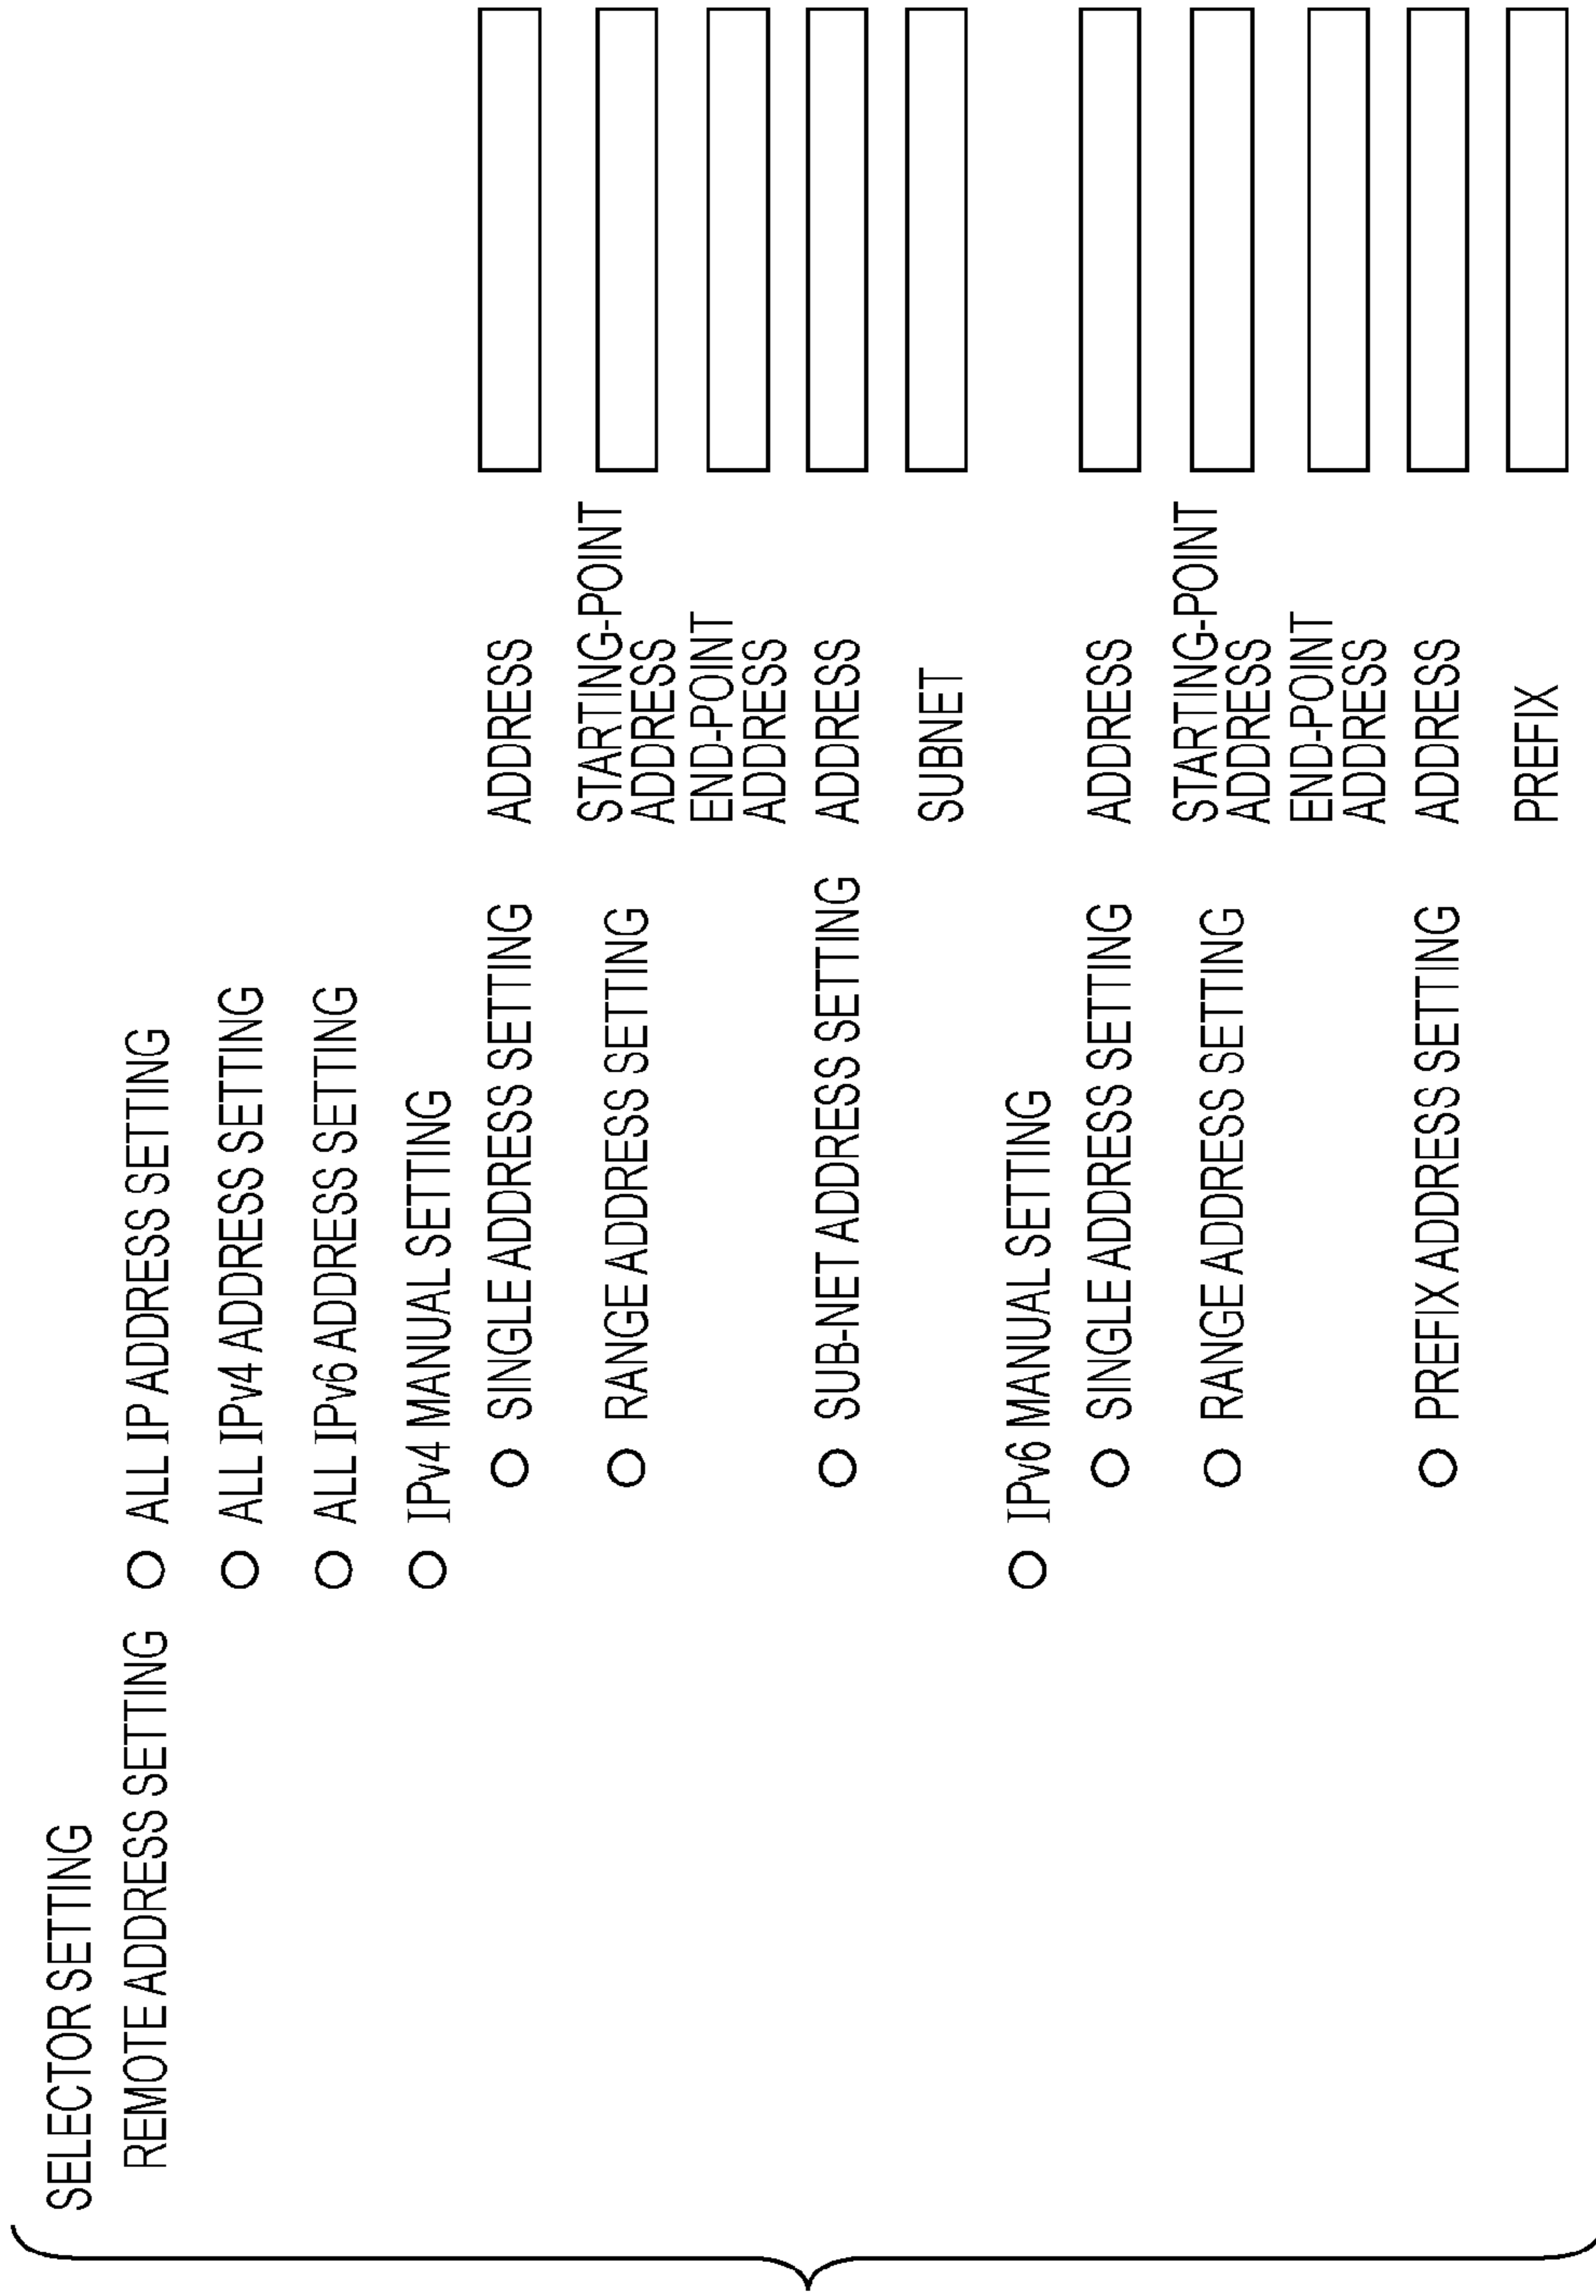 SELECTOR SETTING
REMOTE ADDRESS SETTING
ALL IP ADDRESS SETTING
ALL IPv4 ADDRESS SETTING
ALL IPv6 ADDRESS SETTING
IPv4 MANUAL SETTING
SINGLE ADDRESS SETTING
ADDRESS
RANGE ADDRESS SETTING
STARTING-POINT
ADDRESS
END-POINT
ADDRESS
SUB-NET ADDRESS SETTING
ADDRESS
SUBNET
IPv6 MANUAL SETTING
SINGLE ADDRESS SETTING
ADDRESS
RANGE ADDRESS SETTING
STARTING-POINT
ADDRESS
END-POINT
ADDRESS
PREFIX ADDRESS SETTING
ADDRESS
PREFIX